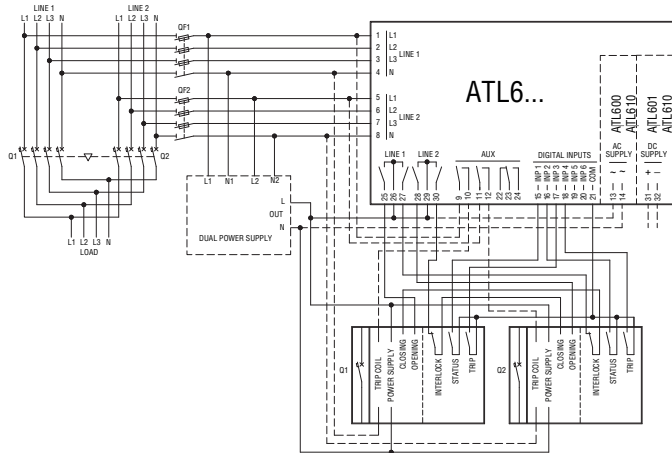 LINE 1 LINE 2
L1 L2 L3 N L1 L2 L3 N
QF1
QF2
Q1 Q2
L1 L2 L3 N
LOAD
1 L1
2 L2
3 L3
4 N
LINE 1
5 L1
6 L2
7 L3
8 N
LINE 2
ATL6...
ATL600
ATL610
ATL601
ATL610
AC
SUPPLY
DC
SUPPLY
~ ~
+ −
LINE 1 LINE 2 AUX DIGITAL INPUTS
INP 1
INP 2
INP 3
INP 4
INP 5
INP 6
COM
25 26 27 28 29 30 9 10 11 12 22 23 24 15 16 17 18 19 20 21 13 14 31 32
L1 N1 L2 N2
L
OUT
N
DUAL POWER SUPPLY
Q1
TRIP COIL
POWER SUPPLY
CLOSING
OPENING
INTERLOCK
STATUS
TRIP
Q2
TRIP COIL
POWER SUPPLY
CLOSING
OPENING
INTERLOCK
STATUS
TRIP